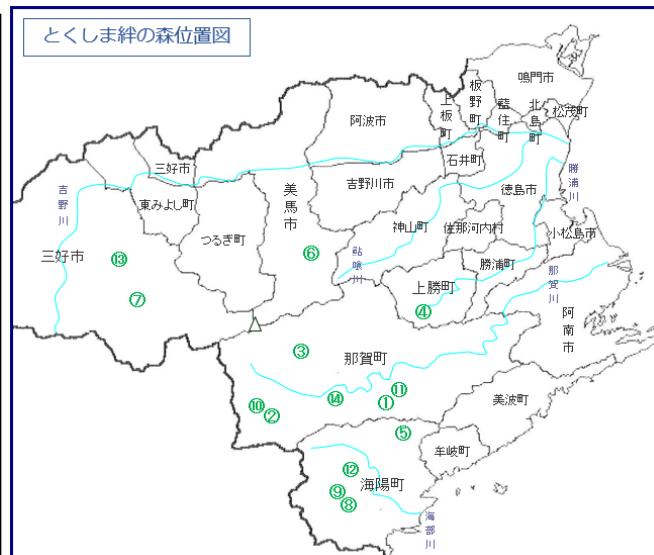 とくしま絆の森位置図
鳴門市
板野町
上板町
藍住町
北島町
松茂町
阿波市
石井町
三好市
美馬市
吉野川市
徳島市
勝浦川
吉野川
東みよし町
つるぎ町
神山町
佐那河内村
小松島市
三好市
⑬
⑥
鮎喰川
勝浦町
那賀川
上勝町
⑦
④
阿南市
③
那賀町
⑪
⑭
①
⑩
②
美波町
⑤
牟岐町
⑫
海陽町
⑨
⑧
海部川